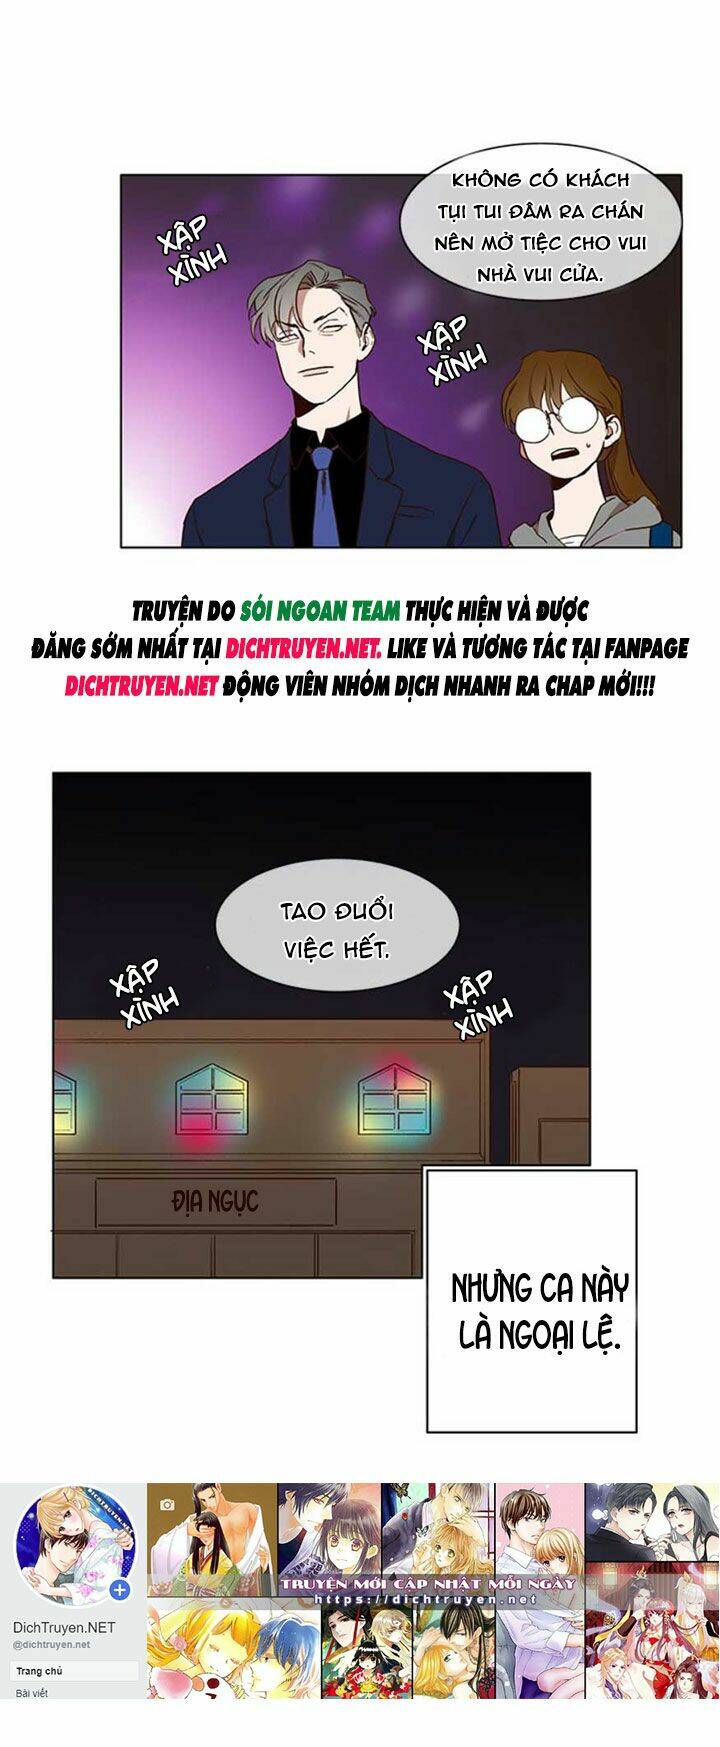 KHÔNG CÓ KHÁCH
TỤI TUI ĐÂM RA CHÁN
NÊN MỞ TIỆC CHO VUI
NHÀ VUI CỬA.
XẬP
XÌNH
XẬP
XÌNH
TRUYỆN DO SÓI NGOAN TEAM THỰC HIỆN VÀ ĐƯỢC
ĐĂNG SỚM NHẤT TẠI DICHTRUYEN.NET. LIKE VÀ TƯƠNG TÁC TẠI FANPAGE
DICHTRUYEN.NET ĐỘNG VIÊN NHÓM DỊCH NHANH RA CHAP MỚI!!!
TAO ĐUỔI
VIỆC HẾT.
XẬP
XÌNH
XẬP
XÌNH
ĐỊA NGỤC
NHƯNG CA NÀY
LÀ NGOẠI LỆ.
DICHTRUYEN.NET
TRUYỆN MỚI CẬP NHẬT MỖI NGÀY
https://dichtruyen.net
DichTruyen.NET
@dichtruyen.net
Trang chủ
Bài viết